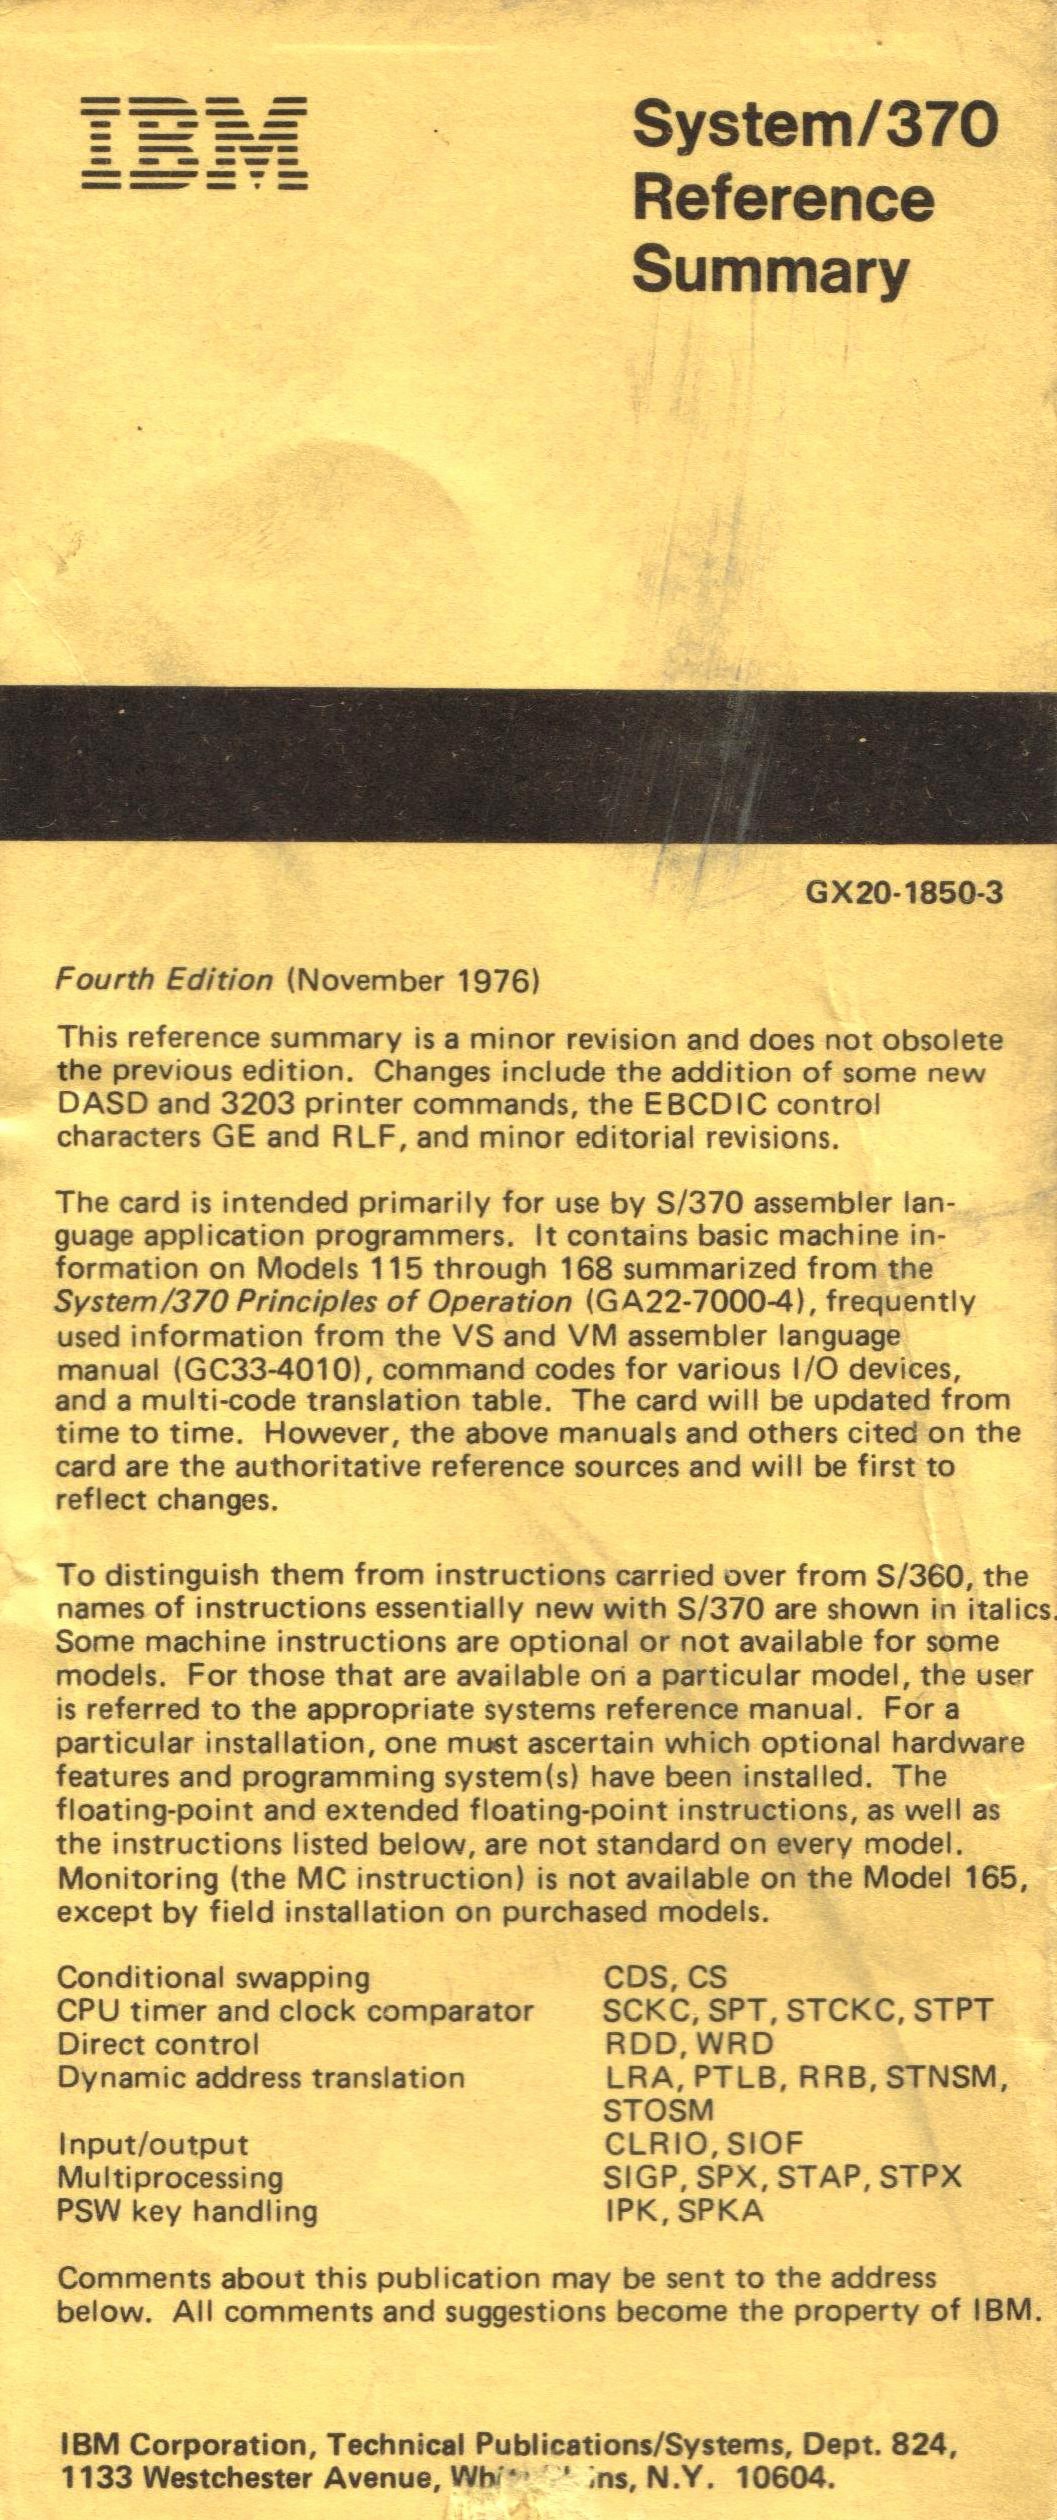 IBM
System/370
Reference
Summary
GX20-1850-3
Fourth Edition (November 1976)
This reference summary is a minor revision and does not obsolete
the previous edition. Changes include the addition of some new
DASD and 3203 printer commands, the EBCDIC control
characters GE and RLF, and minor editorial revisions.
The card is intended primarily for use by S/370 assembler lan-
guage application programmers. It contains basic machine in-
formation on Models 115 through 168 summarized from the
System/370 Principles of Operation (GA22-7000-4), frequently
used information from the VS and VM assembler language
manual (GC33-4010), command codes for various I/O devices,
and a multi-code translation table. The card will be updated from
time to time. However, the above manuals and others cited on the
card are the authoritative reference sources and will be first to
reflect changes.
To distinguish them from instructions carried over from S/360, the
names of instructions essentially new with S/370 are shown in italics.
Some machine instructions are optional or not available for some
models. For those that are available on a particular model, the user
is referred to the appropriate systems reference manual. For a
particular installation, one must ascertain which optional hardware
features and programming system(s) have been installed. The
floating-point and extended floating-point instructions, as well as
the instructions listed below, are not standard on every model.
Monitoring (the MC instruction) is not available on the Model 165,
except by field installation on purchased models.
Conditional swapping CDS, CS
CPU timer and clock comparator SCKC, SPT, STCKC, STPT
Direct control RDD, WRD
Dynamic address translation LRA, PTLB, RRB, STNSM,
STOSM
Input/output CLRIO, SIOF
Multiprocessing SIGP, SPX, STAP, STPX
PSW key handling IPK, SPKA
Comments about this publication may be sent to the address
below. All comments and suggestions become the property of IBM.
IBM Corporation, Technical Publications/Systems, Dept. 824,
1133 Westchester Avenue, N.Y. 10604.